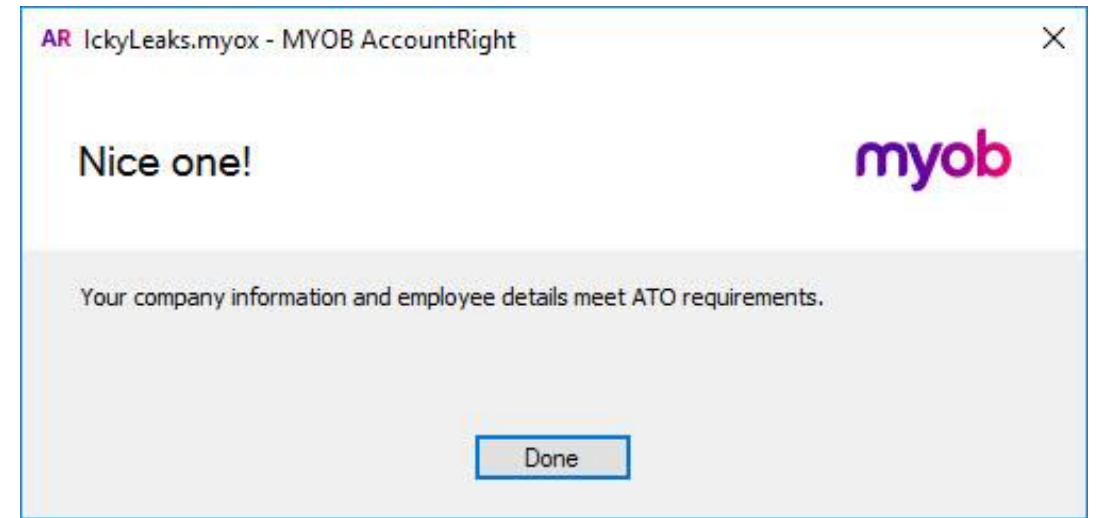 AR IckyLeaks.myox - MYOB AccountRight
Nice one!
myob
Your company information and employee details meet ATO requirements.
Done